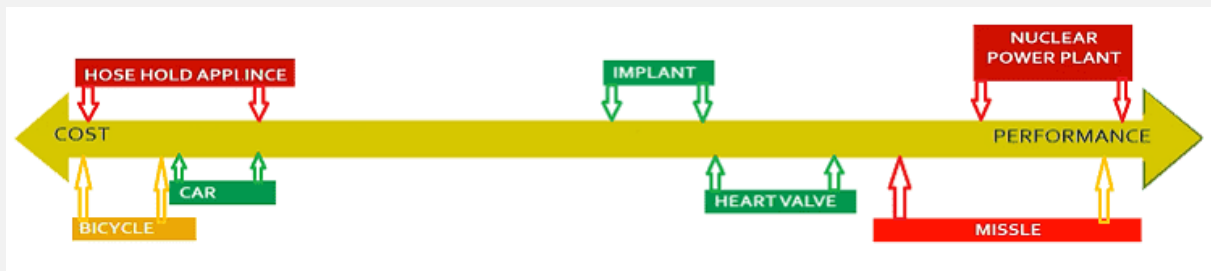 HOSE HOLD APPLINCE
IMPLANT
NUCLEAR
POWER PLANT
COST
PERFORMANCE
CAR
HEART VALVE
BICYCLE
MISSLE